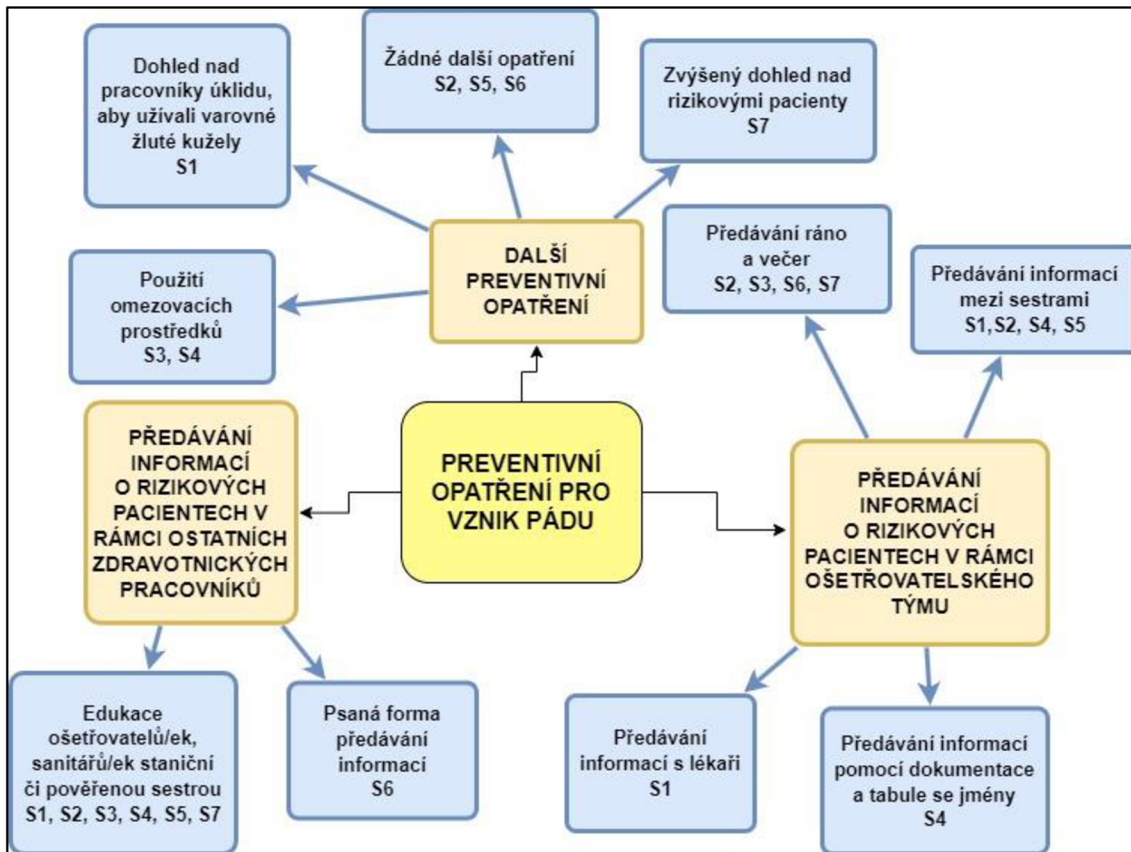 Dohled nad
pracovníky úklidu,
aby užívali varovné
žluté kužely
S1
Žádné další opatření
S2, S5, S6
Zvýšený dohled nad
rizikovými pacienty
S7
Použití
omezovacích
prostředků
S3, S4
DALŠÍ
PREVENTIVNÍ
OPATŘENÍ
Předávání ráno
a večer
S2, S3, S6, S7
Předávání informací
mezi sestrami
S1,S2, S4, S5
PŘEDÁVÁNÍ
INFORMACÍ
O RIZIKOVÝCH
PACIENTECH V
RÁMCI OSTATNÍCH
ZDRAVOTNICKÝCH
PRACOVNÍKŮ
PREVENTIVNÍ
OPATŘENÍ PRO
VZNIK PÁDU
PŘEDÁVÁNÍ
INFORMACÍ
O RIZIKOVÝCH
PACIENTECH V RÁMCI
OŠETŘOVATELSKÉHO
TÝMU
Edukace
ošetřovatelů/ek,
sanitářů/ek staniční
či pověřenou sestrou
S1, S2, S3, S4, S5, S7
Psaná forma
předávání
informací
S6
Předávání
informací s lékaři
S1
Předávání informací
pomocí dokumentace
a tabule se jmény
S4